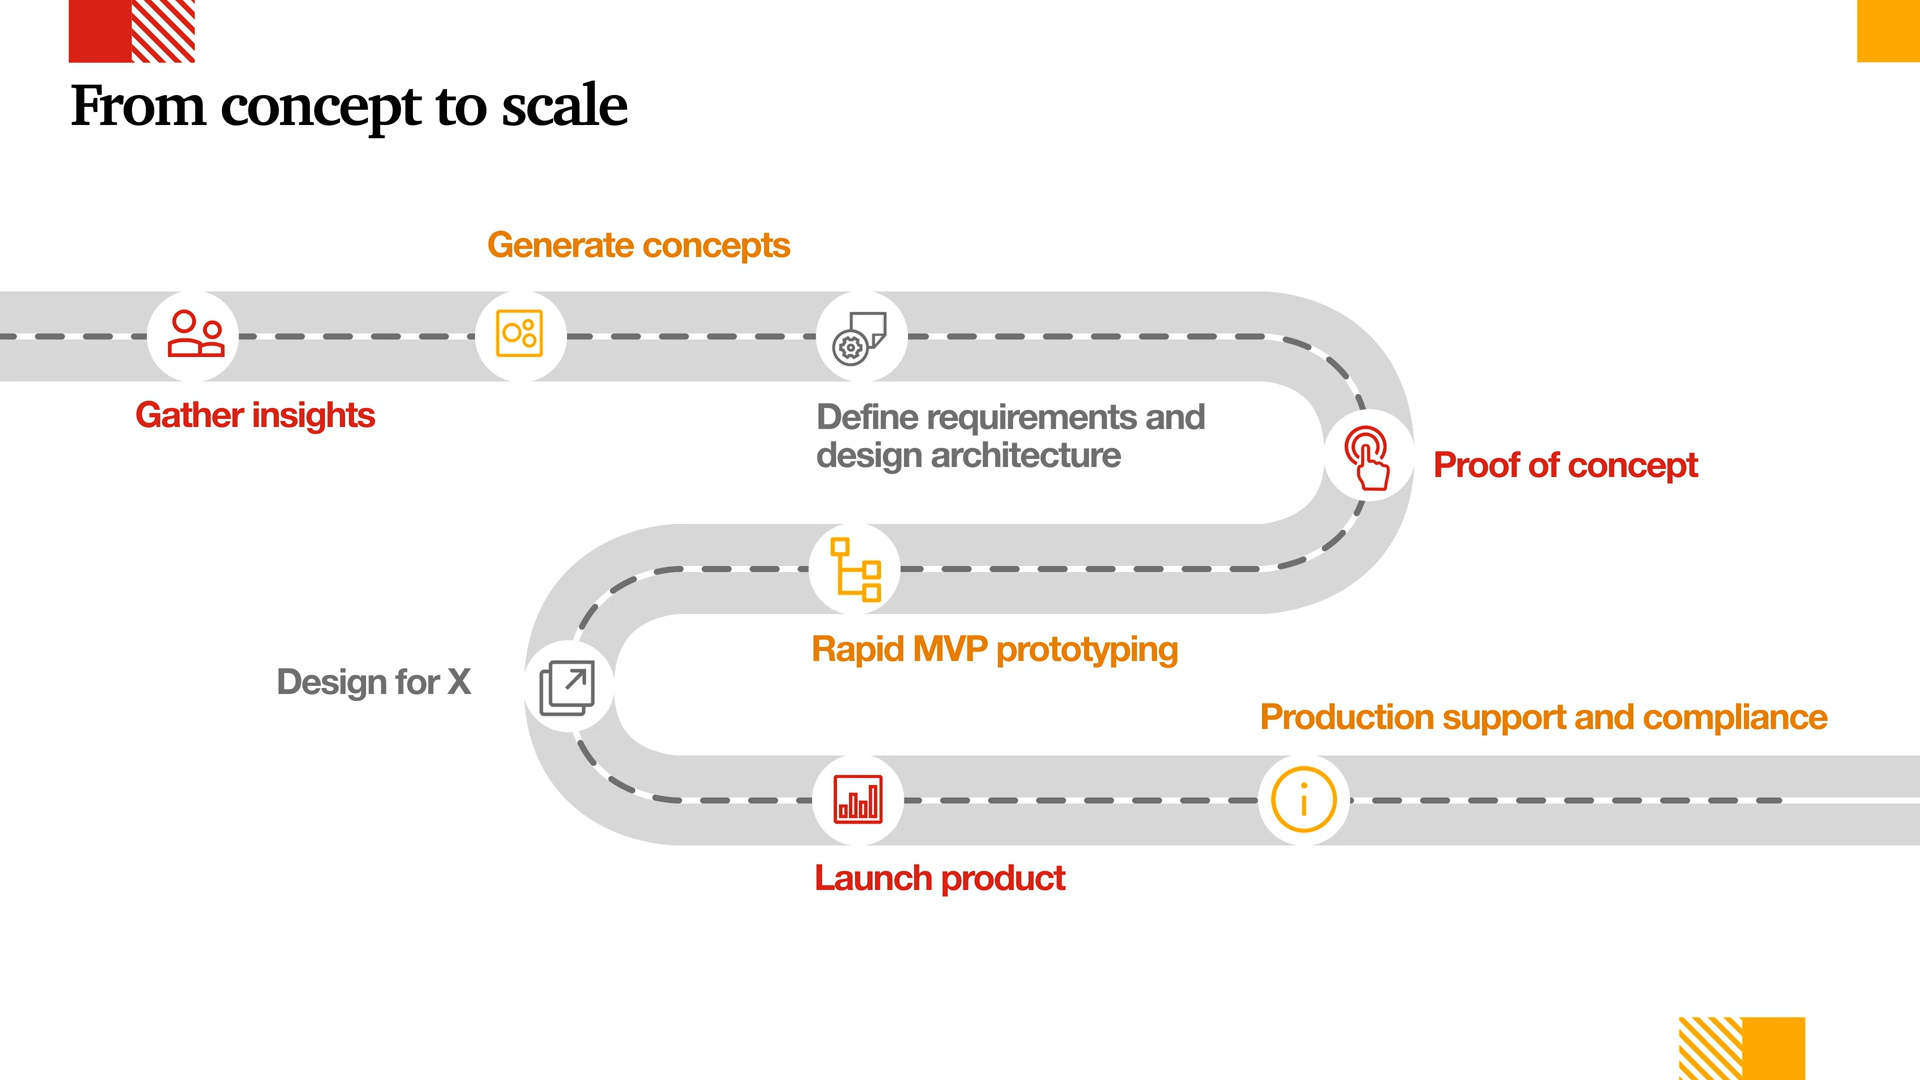 From concept to scale
Generate concepts
Gather insights
Define requirements and
design architecture
Proof of concept
Rapid MVP prototyping
Design for X
Production support and compliance
Launch product